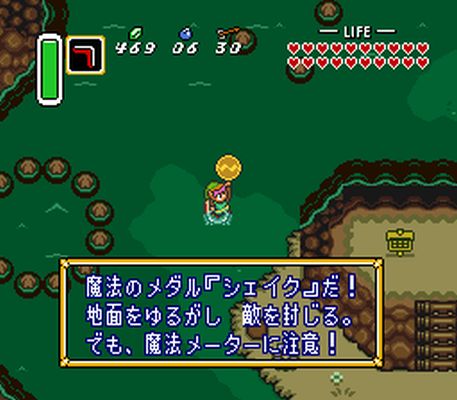 — LIFE —
469 06 30
魔法のメダル『シェイク』だ！
地面をゆるがし 敵を封じる。
でも、魔法メーターに注意！